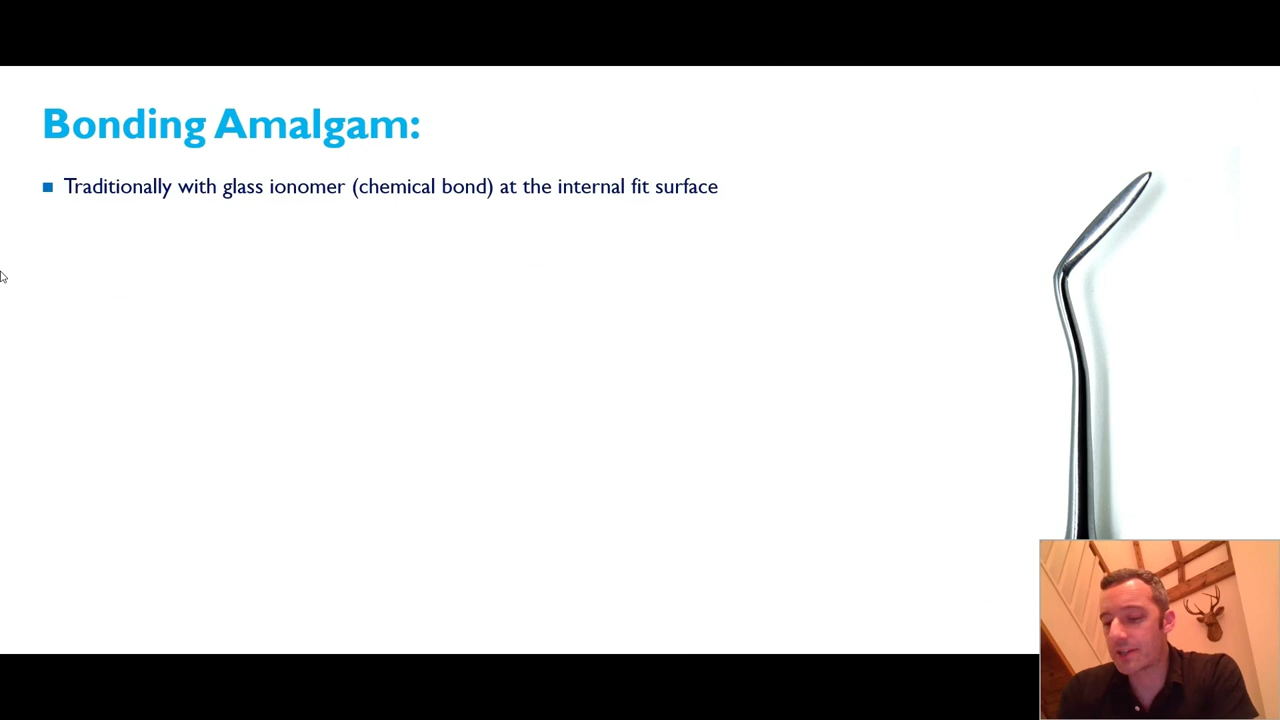 Bonding Amalgam:
Traditionally with glass ionomer (chemical bond) at the internal fit surface